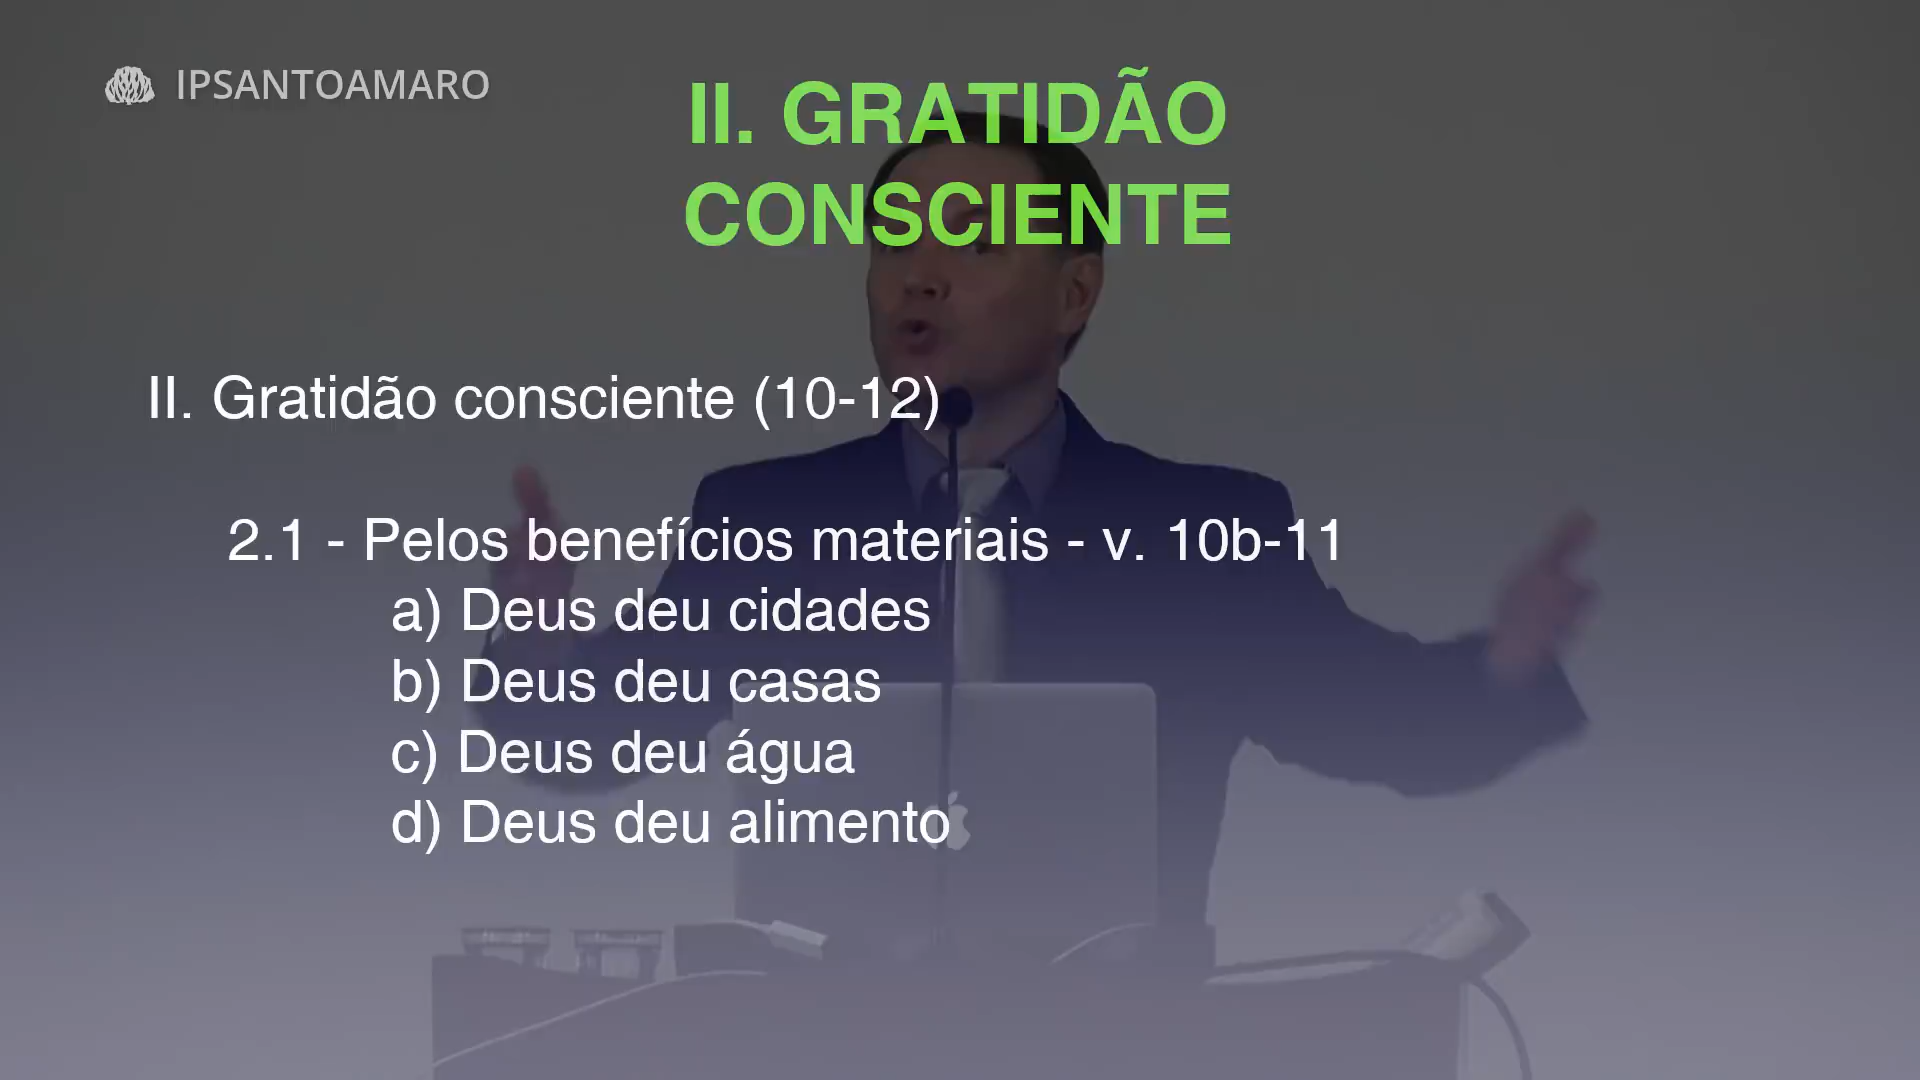 IPSANTOAMARO
II. GRATIDÃO
CONSCIENTE
II. Gratidão consciente (10-12)
2.1 - Pelos benefícios materiais - v. 10b-11
a) Deus deu cidades
b) Deus deu casas
c) Deus deu água
d) Deus deu alimento